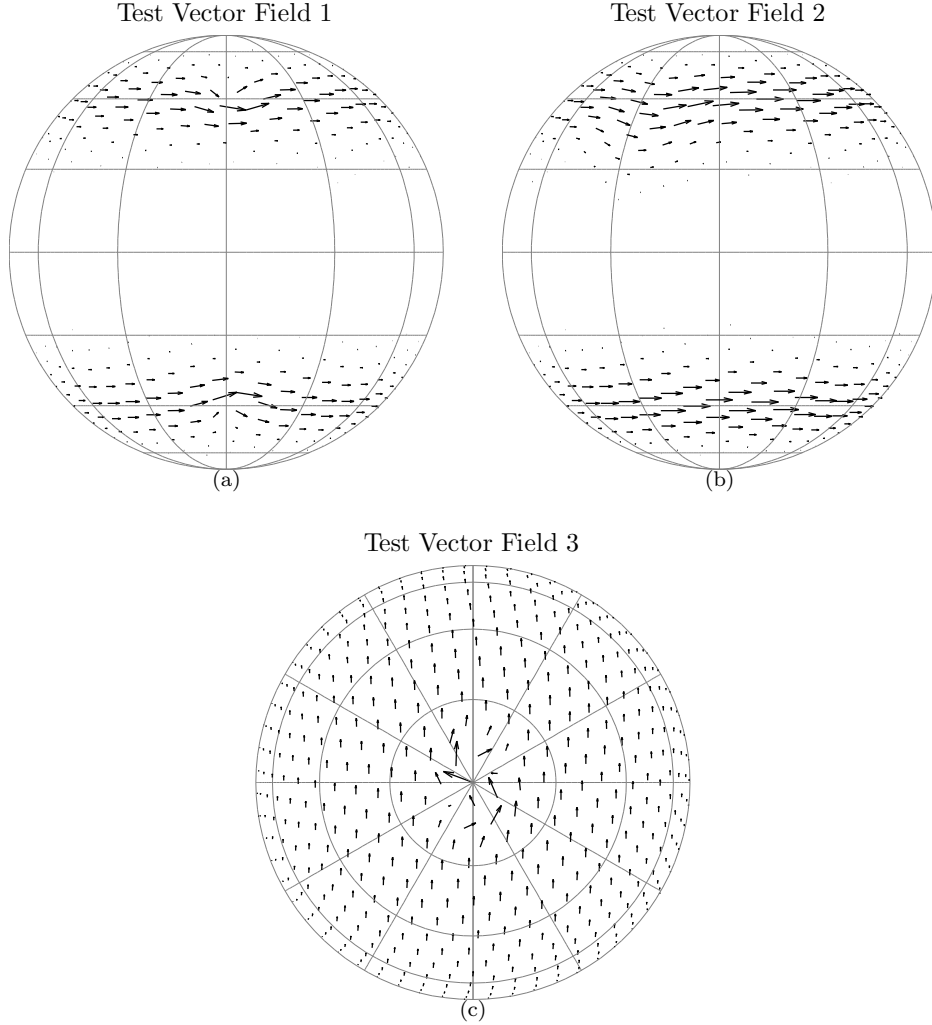 Test Vector Field 1
Test Vector Field 2
(a)
(b)
Test Vector Field 3
(c)